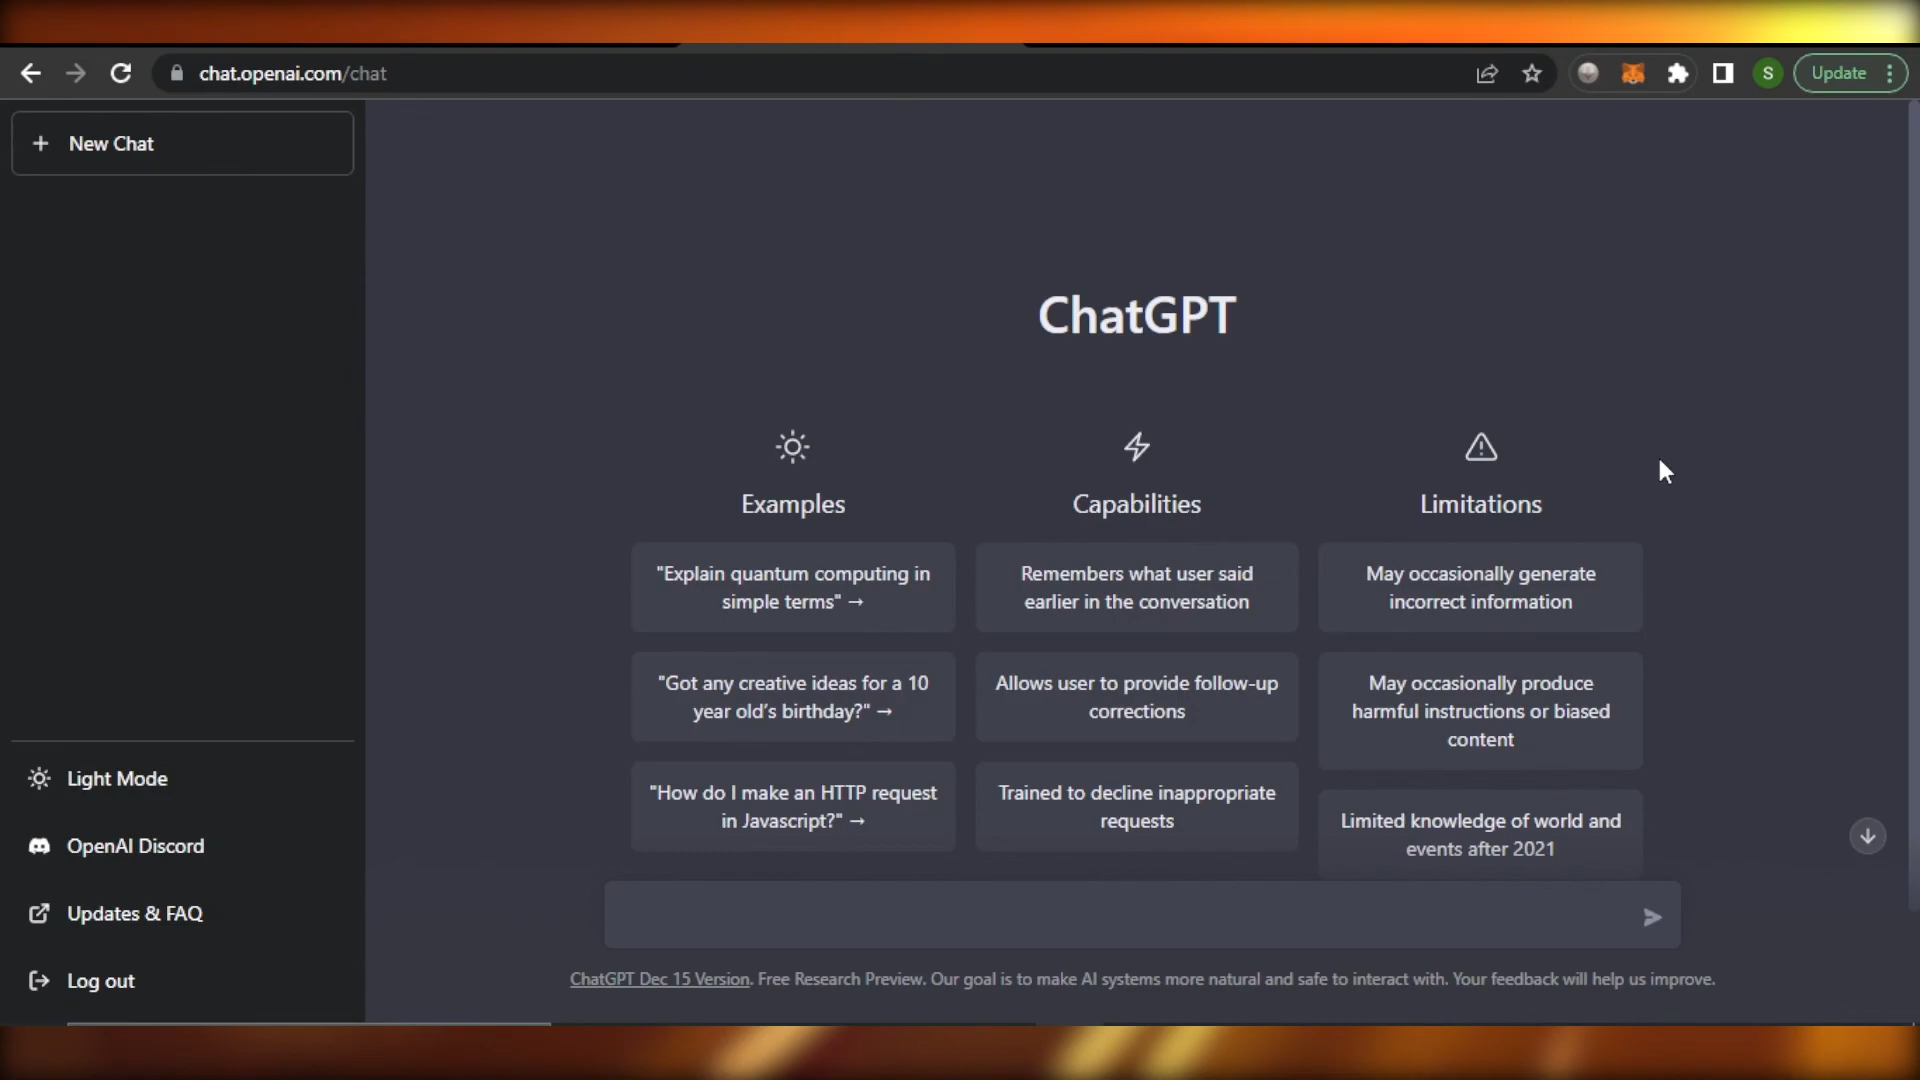 chat.openai.com/chat
S
Update
New Chat
ChatGPT
Examples
"Explain quantum computing in
simple terms" →
"Got any creative ideas for a 10
year old's birthday?" →
"How do I make an HTTP request
in Javascript?" →
Capabilities
Remembers what user said
earlier in the conversation
Allows user to provide follow-up
corrections
Trained to decline inappropriate
requests
Limitations
May occasionally generate
incorrect information
May occasionally produce
harmful instructions or biased
content
Limited knowledge of world and
events after 2021
Light Mode
OpenAI Discord
Updates & FAQ
Log out
ChatGPT Dec 15 Version. Free Research Preview. Our goal is to make AI systems more natural and safe to interact with. Your feedback will help us improve.